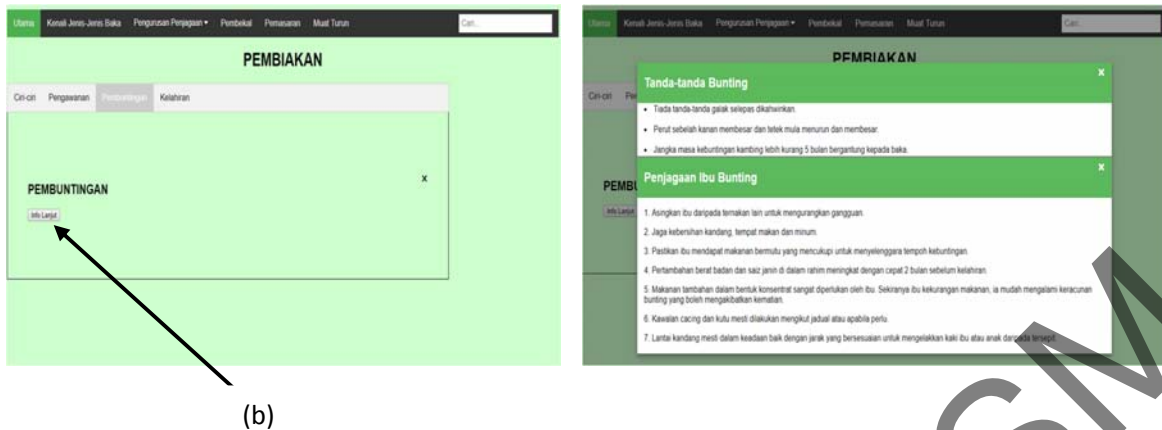 Utama Kenali Jenis-Jenis Baka Pengurusan Penjagaan Pembekal Pemasaran Muat Turun Cari...
PEMBIAKAN
Ciri-ciri Pengawanan Pembuntingan Kelahiran
PEMBUNTINGAN x
Info Lanjut
(b)
Utama Kenali Jenis-Jenis Baka Pengurusan Penjagaan Pembekal Pemasaran Muat Turun Cari...
PEMBIAKAN
Ciri-ciri
Tanda-tanda Bunting x
• Tiada tanda-tanda galak selepas dikahwinkan.
• Perut sebelah kanan membesar dan tetek mula menurun dan membesar.
• Jangka masa kebuntingan kambing lebih kurang 5 bulan bergantung kepada baka.
PEMBU
Info Lanjut
Penjagaan Ibu Bunting x
1. Asingkan ibu daripada ternakan lain untuk mengurangkan gangguan.
2. Jaga kebersihan kandang, tempat makan dan minum.
3. Pastikan ibu mendapat makanan bermutu yang mencukupi untuk menyelenggara tempoh kebuntingan.
4. Pertambahan berat badan dan saiz janin di dalam rahim meningkat dengan cepat 2 bulan sebelum kelahiran.
5. Makanan tambahan dalam bentuk konsentrat sangat diperlukan oleh ibu. Sekiranya ibu kekurangan makanan, ia mudah mengalami keracunan
bunting yang boleh mengakibatkan kematian.
6. Kawalan cacing dan kutu mesti dilakukan mengikut jadual atau apabila perlu.
7. Lantai kandang mesti dalam keadaan baik dengan jarak yang bersesuaian untuk mengelakkan kaki ibu atau anak daripada tersepit.